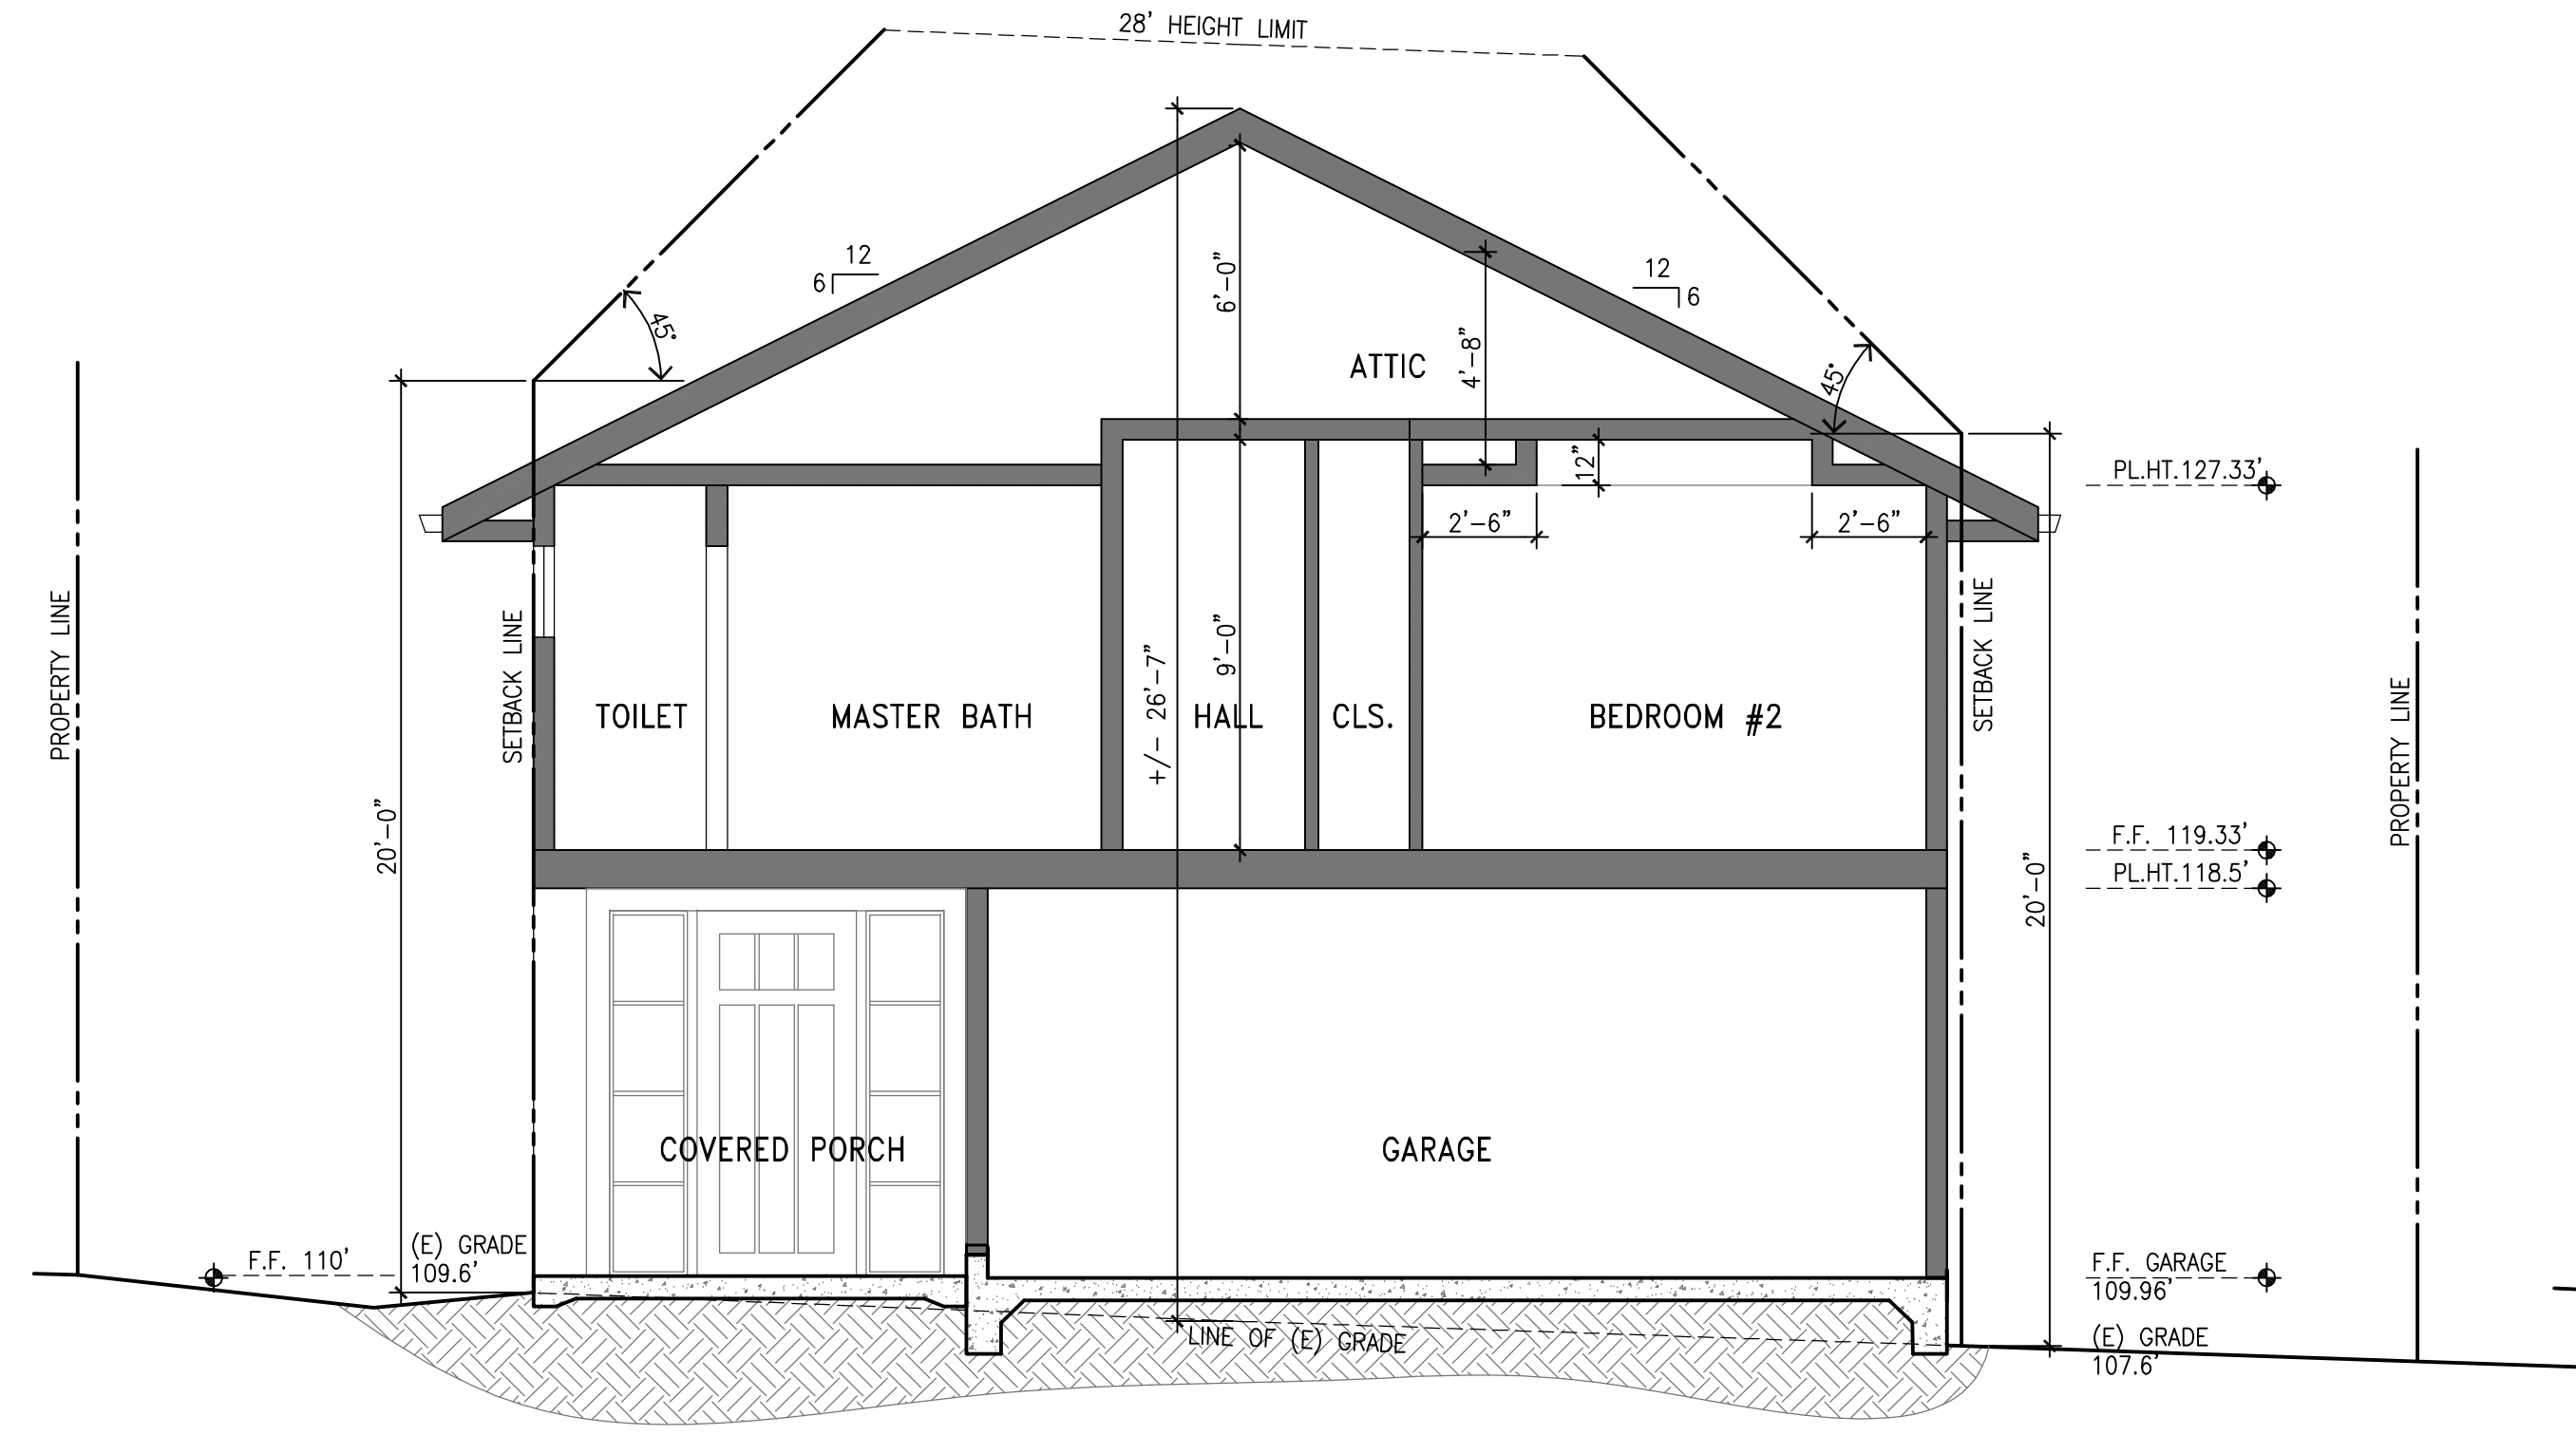 28' HEIGHT LIMIT
12
6
12
6
45°
45°
6'-0"
4'-8"
ATTIC
12"
2'-6"
2'-6"
PL.HT.127.33'
PROPERTY LINE
SETBACK LINE
20'-0"
TOILET
MASTER BATH
+/- 26'-7"
9'-0"
HALL
CLS.
BEDROOM #2
SETBACK LINE
PROPERTY LINE
F.F. 119.33'
PL.HT.118.5'
20'-0"
COVERED PORCH
GARAGE
F.F. 110'
(E) GRADE
109.6'
F.F. GARAGE
109.96'
LINE OF (E) GRADE
(E) GRADE
107.6'